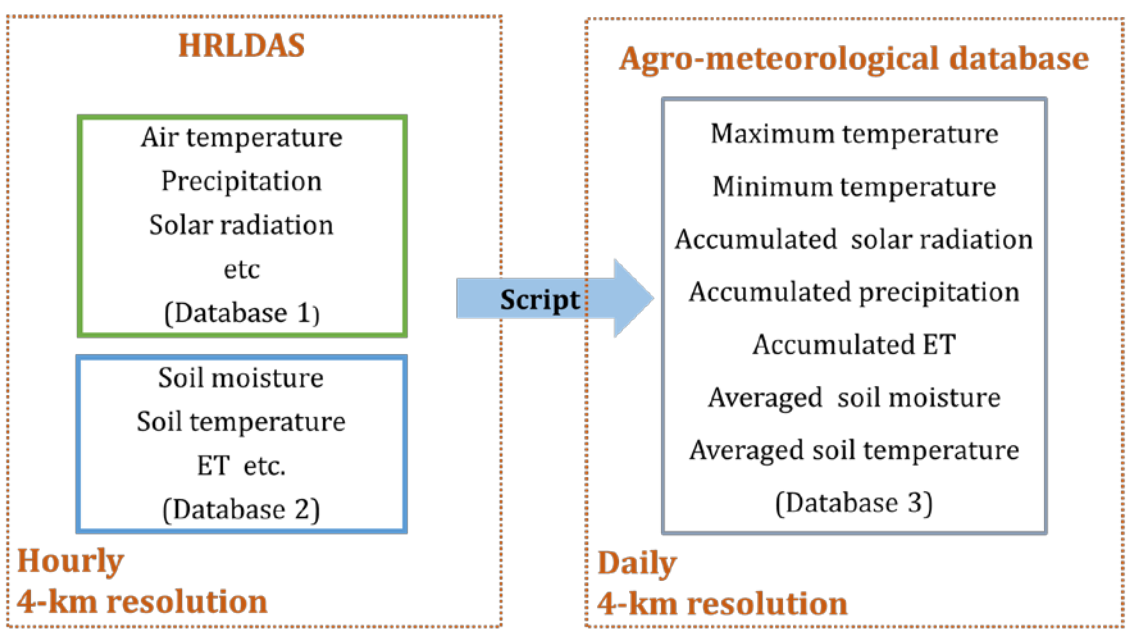 HRLDAS
Air temperature
Precipitation
Solar radiation
etc
(Database 1)
Soil moisture
Soil temperature
ET etc.
(Database 2)
Hourly
4-km resolution
Script
Agro-meteorological database
Maximum temperature
Minimum temperature
Accumulated solar radiation
Accumulated precipitation
Accumulated ET
Averaged soil moisture
Averaged soil temperature
(Database 3)
Daily
4-km resolution